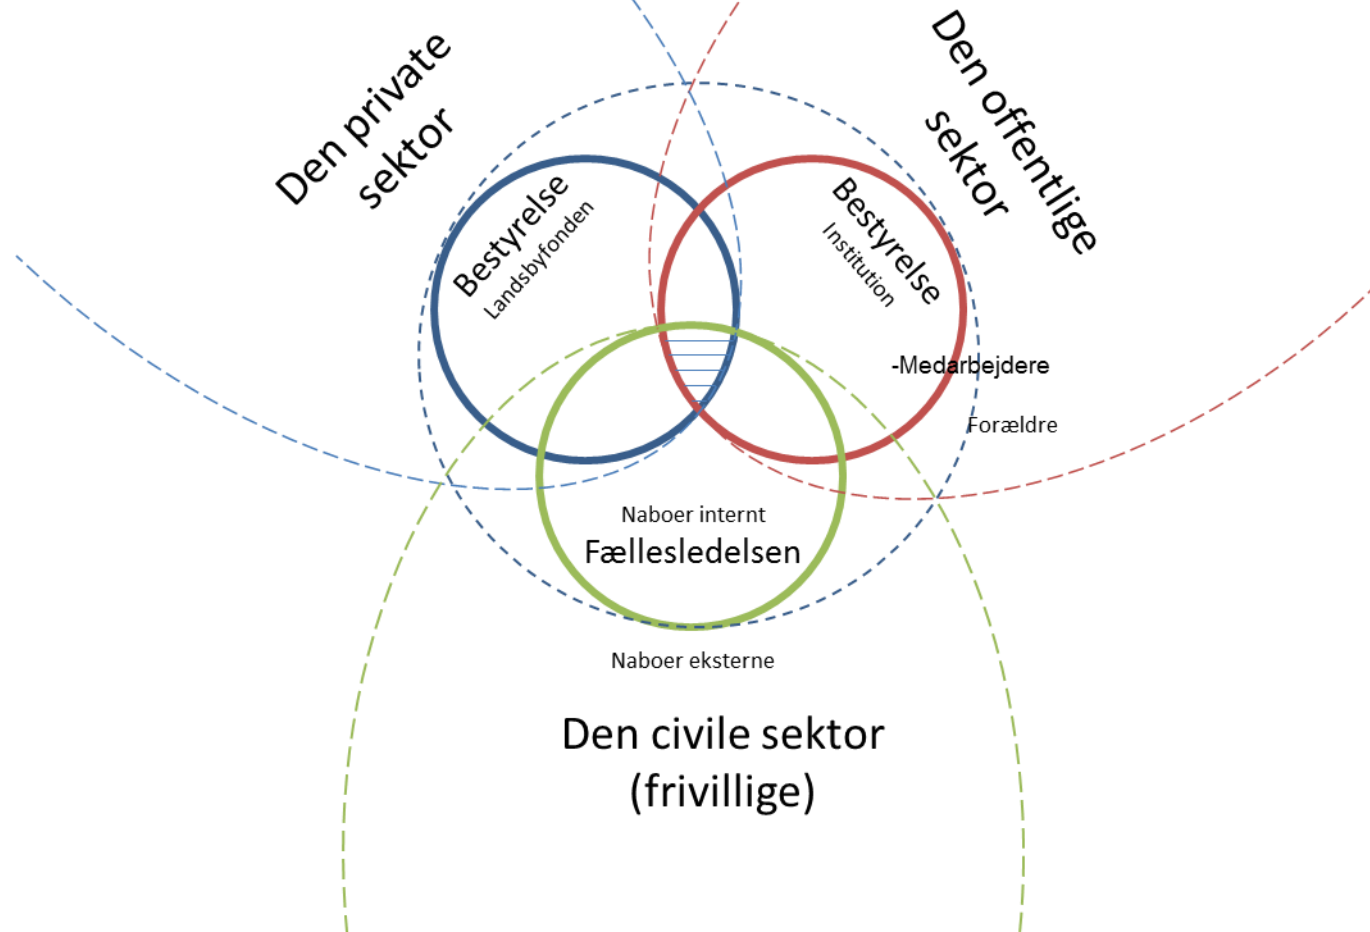 Den private
sektor
Den offentlige
sektor
Bestyrelse
Landsbyfonden
Bestyrelse
Institution
-Medarbejdere
Forældre
Naboer internt
Fællesledelsen
Naboer eksterne
Den civile sektor
(frivillige)